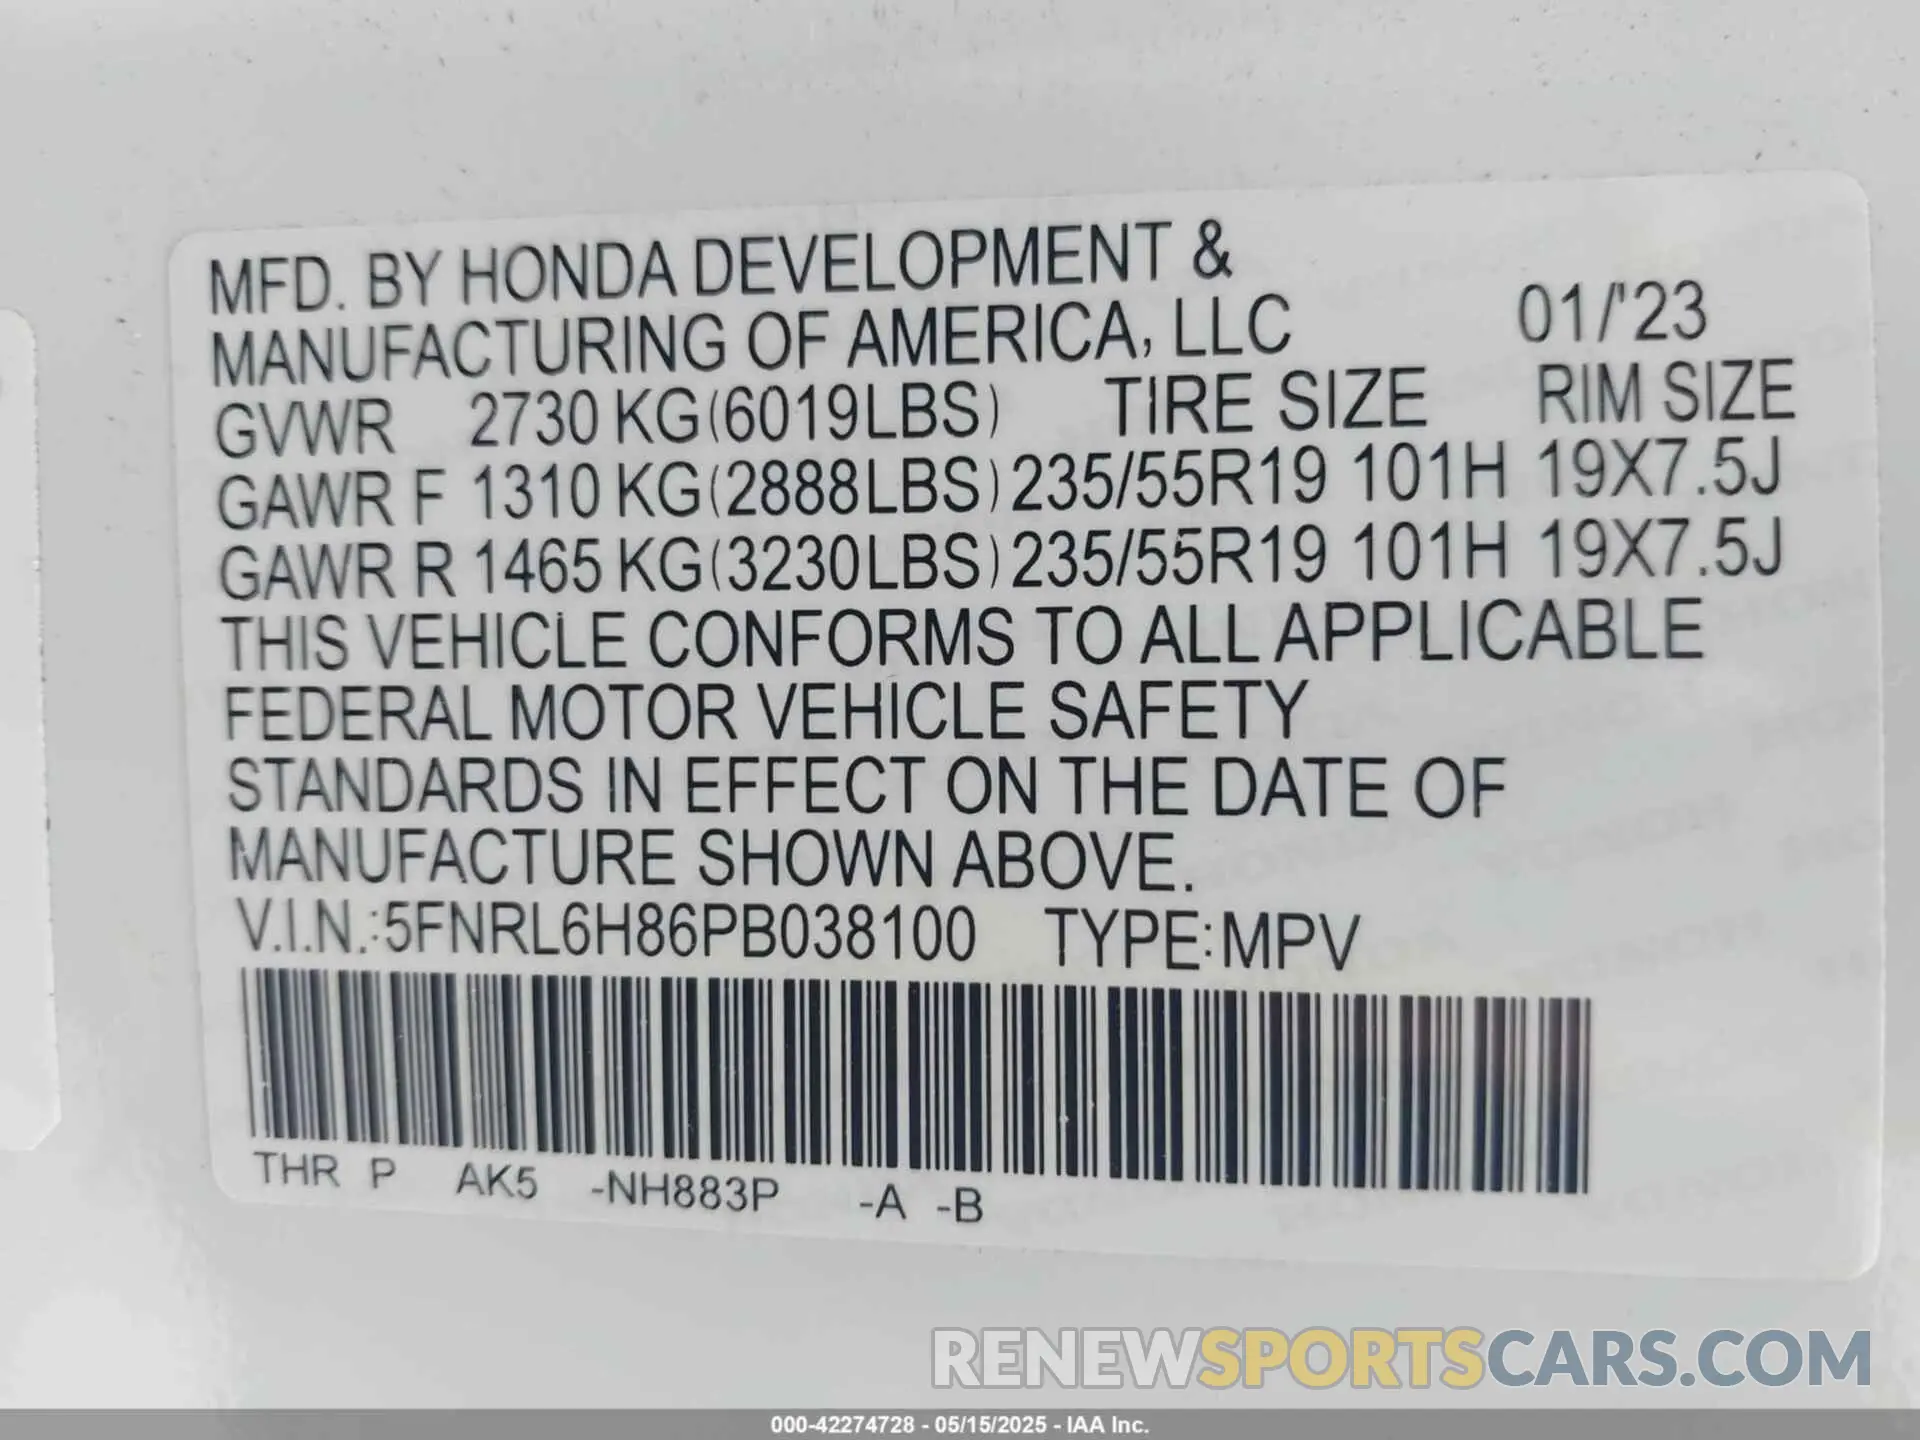 MFD. BY HONDA DEVELOPMENT &
MANUFACTURING OF AMERICA, LLC 01/'23
GVWR 2730 KG(6019LBS) TIRE SIZE RIM SIZE
GAWR F 1310 KG(2888LBS) 235/55R19 101H 19X7.5J
GAWR R 1465 KG(3230LBS) 235/55R19 101H 19X7.5J
THIS VEHICLE CONFORMS TO ALL APPLICABLE
FEDERAL MOTOR VEHICLE SAFETY
STANDARDS IN EFFECT ON THE DATE OF
MANUFACTURE SHOWN ABOVE.
V.I.N.:5FNRL6H86PB038100 TYPE:MPV
THR P AK5 -NH883P -A -B
RENEWSPORTSCARS.COM
000-42274728 - 05/15/2025 - IAA Inc.